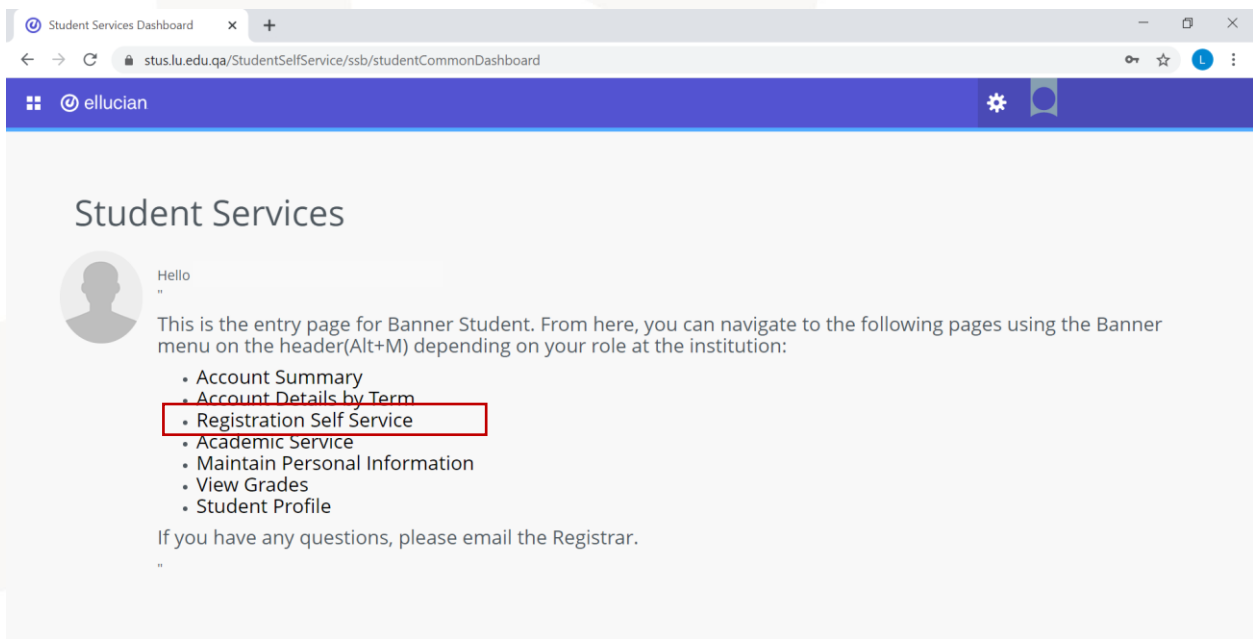 Student Services Dashboard
stus.lu.edu.qa/StudentSelfService/ssb/studentCommonDashboard
L
ellucian
Student Services
Hello
"
This is the entry page for Banner Student. From here, you can navigate to the following pages using the Banner
menu on the header(Alt+M) depending on your role at the institution:
• Account Summary
• Account Details by Term
• Registration Self Service
• Academic Service
• Maintain Personal Information
• View Grades
• Student Profile
If you have any questions, please email the Registrar.
"